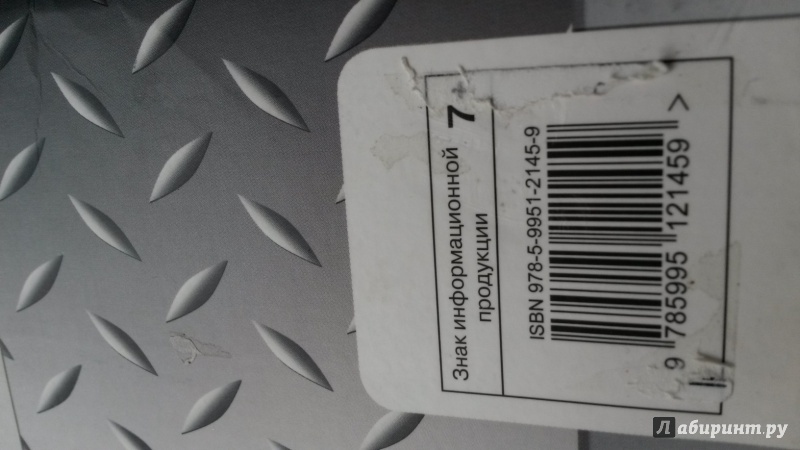 Знак информационной 7+
продукции
ISBN 978-5-9951-2145-9
9 785995 121459 >
Лабиринт.ру